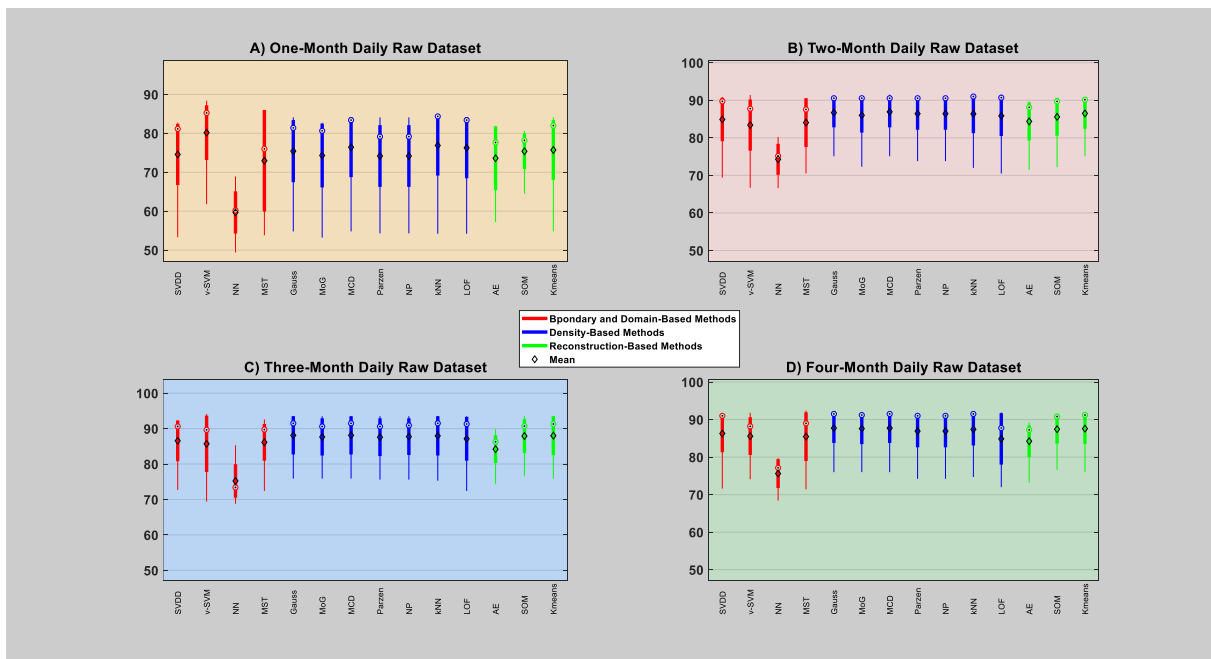 A) One-Month Daily Raw Dataset
90
80
70
60
50
SVDD v-SVM NN MST Gauss MoG MCD Parzen NP kNN LOF AE SOM Kmeans
B) Two-Month Daily Raw Dataset
100
90
80
70
60
50
SVDD v-SVM NN MST Gauss MoG MCD Parzen NP kNN LOF AE SOM Kmeans
Bpondary and Domain-Based Methods
Density-Based Methods
Reconstruction-Based Methods
Mean
C) Three-Month Daily Raw Dataset
100
90
80
70
60
50
SVDD v-SVM NN MST Gauss MoG MCD Parzen NP kNN LOF AE SOM Kmeans
D) Four-Month Daily Raw Dataset
100
90
80
70
60
50
SVDD v-SVM NN MST Gauss MoG MCD Parzen NP kNN LOF AE SOM Kmeans